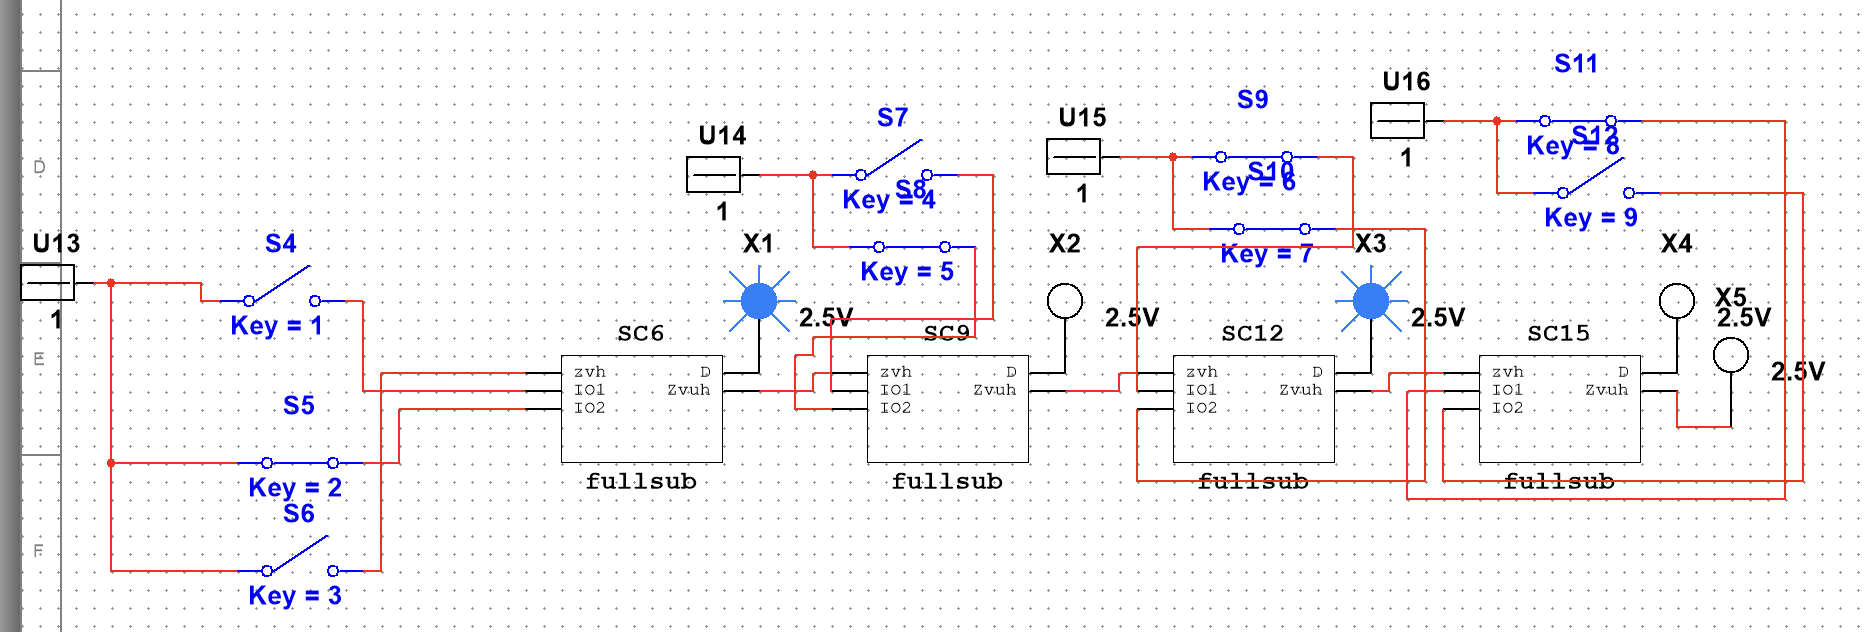 S11
U16
S9
D
U14
S7
U15
S12
Key = 8
1
S10
Key = 6
S8
Key = 4
1
1
Key = 9
U13
S4
X1
Key = 5
X2
Key = 7
X3
X4
1
Key = 1
2.5V
2.5V
2.5V
X5
2.5V
E
SC6
SC9
SC12
SC15
2.5V
zvh D
IO1 Zvuh
IO2
zvh D
IO1 Zvuh
IO2
zvh D
IO1 Zvuh
IO2
zvh D
IO1 Zvuh
IO2
S5
Key = 2
fullsub
fullsub
fullsub
fullsub
S6
F
Key = 3